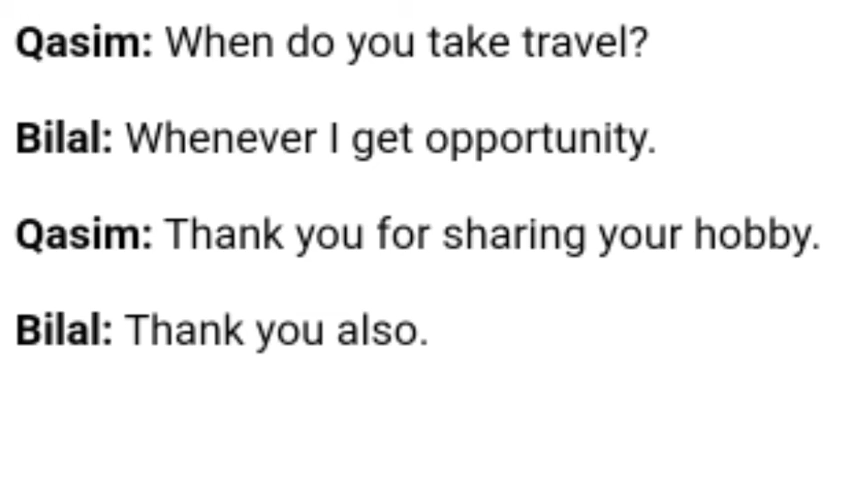 Qasim: When do you take travel?
Bilal: Whenever I get opportunity.
Qasim: Thank you for sharing your hobby.
Bilal: Thank you also.